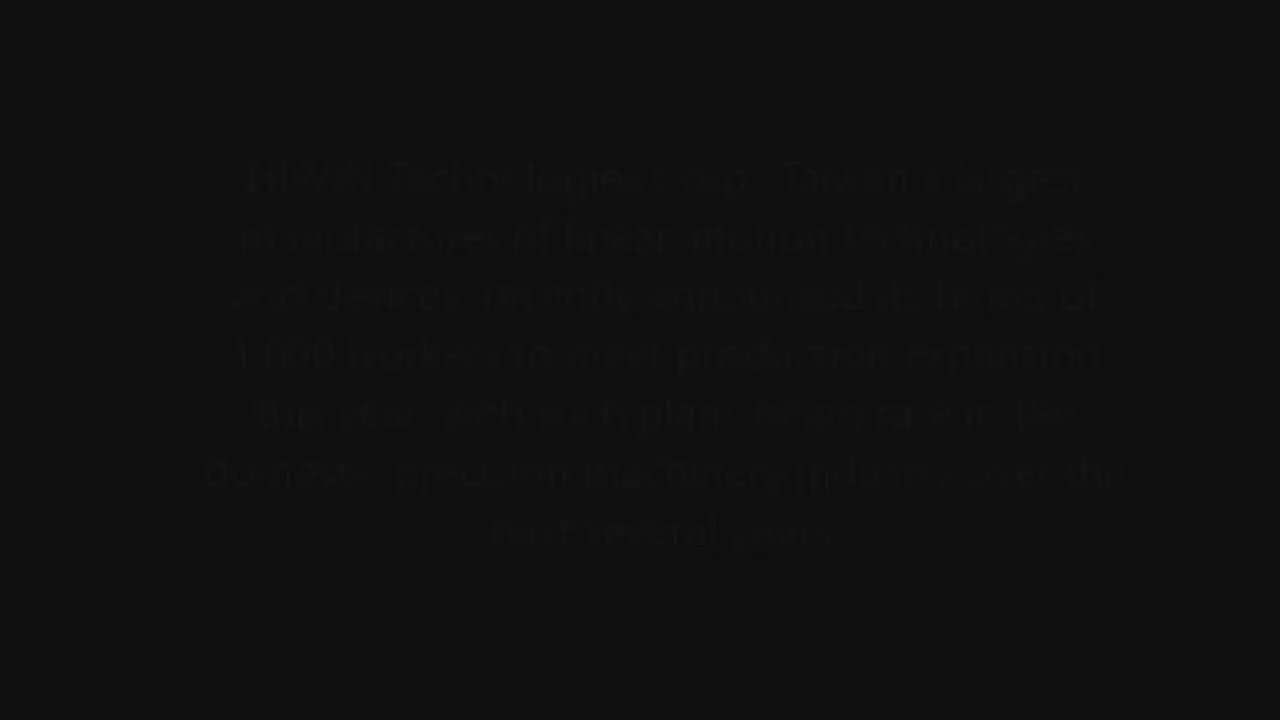 HIWIN Technologies Corp., Taiwan's largest
manufacturer of linear-motion technologies
and devices, recently announced its hiring of
1,000 workers to meet production expansion
this year, with such plans being rare in the
domestic precision machinery industry over the
past several years.